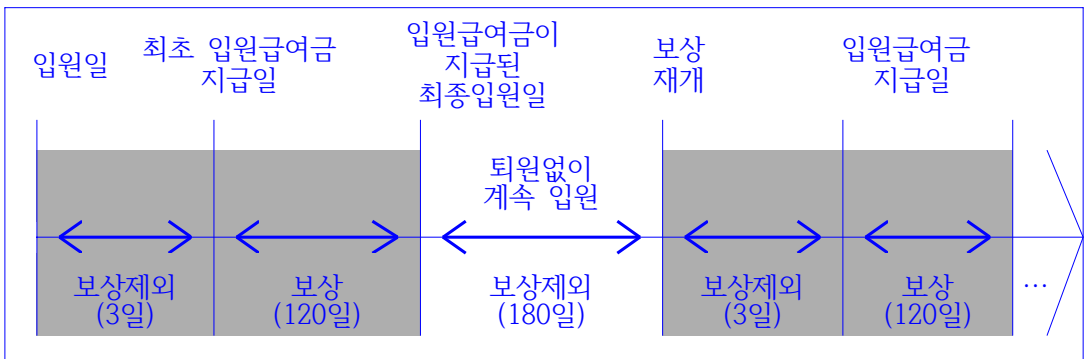 입원일
최초 입원급여금
지급일
입원급여금이
지급된
최종입원일
보상
재개
입원급여금
지급일
퇴원없이
계속 입원
보상제외
(3일)
보상
(120일)
보상제외
(180일)
보상제외
(3일)
보상
(120일)
…